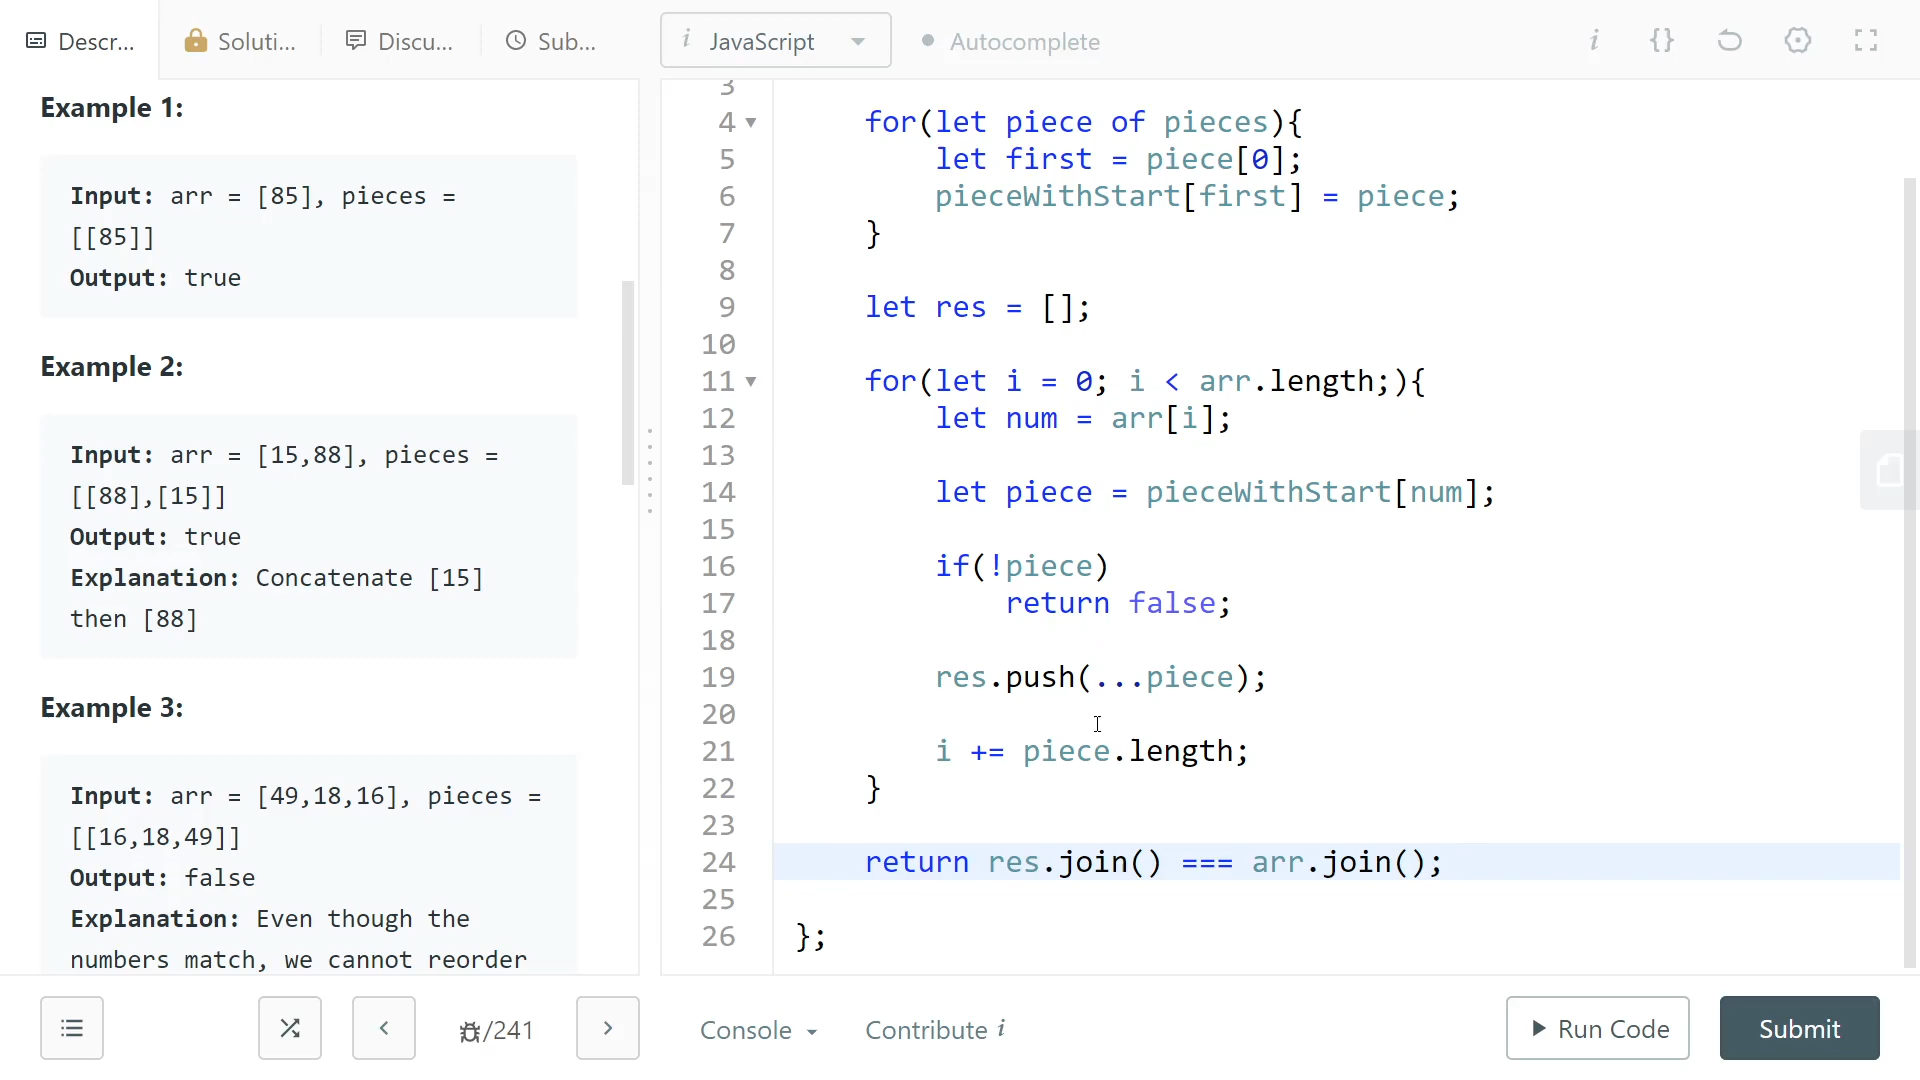 Descr...
Soluti...
Discu...
Sub...
i JavaScript
Autocomplete
i {}
Example 1:
Input: arr = [85], pieces =
[[85]]
Output: true
Example 2:
Input: arr = [15,88], pieces =
[[88],[15]]
Output: true
Explanation: Concatenate [15]
then [88]
Example 3:
Input: arr = [49,18,16], pieces =
[[16,18,49]]
Output: false
Explanation: Even though the
numbers match, we cannot reorder
3
4 for(let piece of pieces){
5 let first = piece[0];
6 pieceWithStart[first] = piece;
7 }
8
9 let res = [];
10
11 for(let i = 0; i < arr.length;){
12 let num = arr[i];
13
14 let piece = pieceWithStart[num];
15
16 if(!piece)
17 return false;
18
19 res.push(...piece);
20
21 i += piece.length;
22 }
23
24 return res.join() === arr.join();
25
26 };
/241
Console
Contribute i
Run Code
Submit